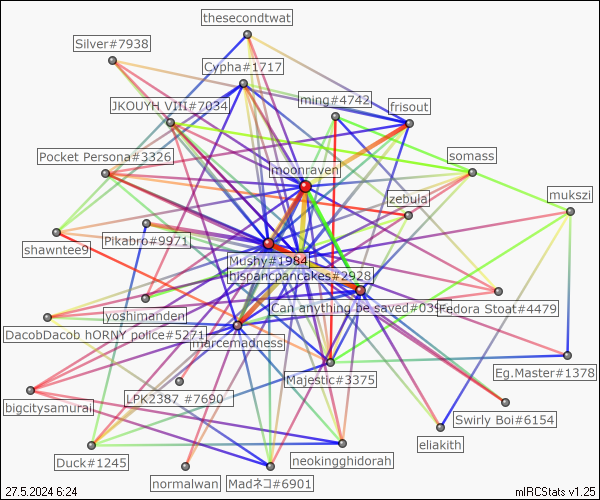 thesecondtwat
Silver#7938
Cypha#1717
ming#4742
JKOUYH VIII#7034
frisout
Pocket Persona#3326
somass
moonraven
zebula
mukszi
Pikabro#9971
shawntee9
Mushy#1984
hispancpancakes#2928
yoshimanden
Can anything be saved#039
Fedora Stoat#4479
DacobDacob hORNY police#5271
marcemadness
Majestic#3375
Eg.Master#1378
LPK2387 #7690
bigcitysamurai
Swirly Boi#6154
eliakith
Duck#1245
neokingghidorah
normalwan
Madネコ#6901
27.5.2024 6:24
mIRCStats v1.25